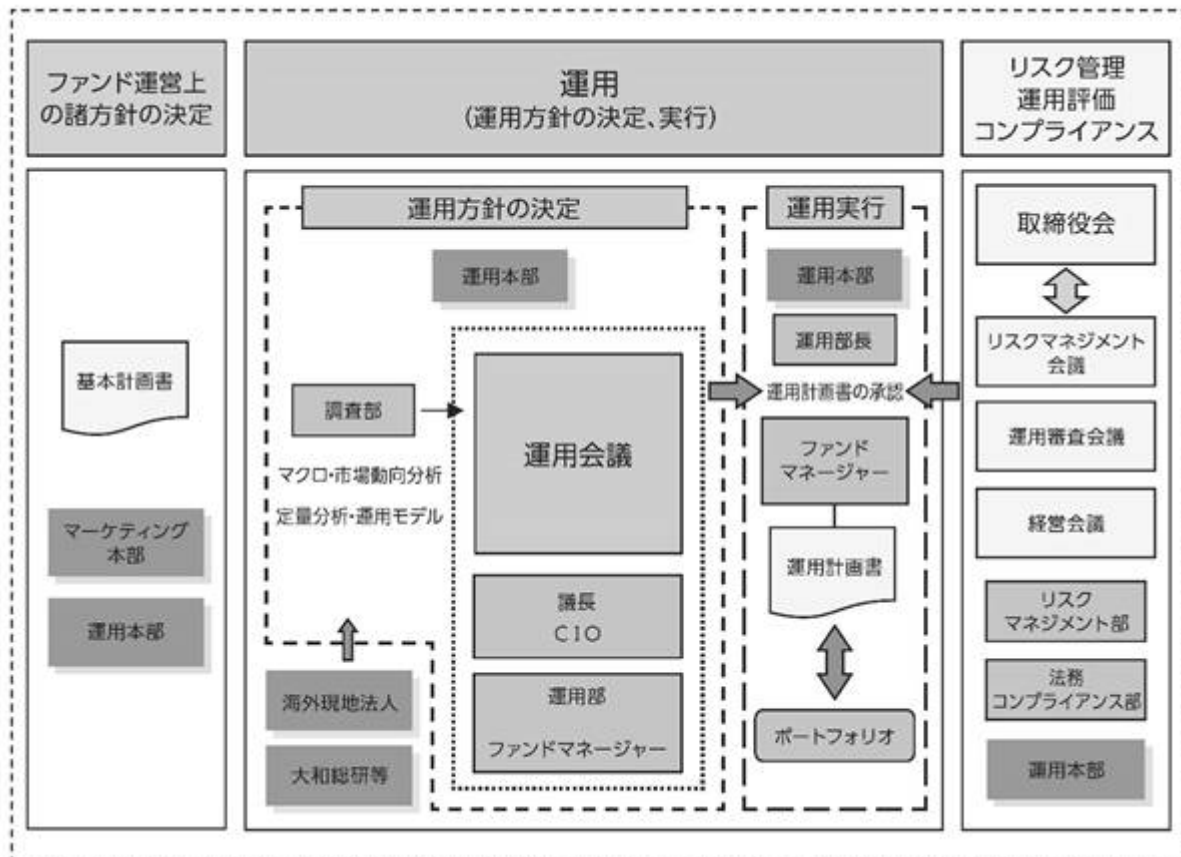 ファンド運営上
の諸方針の決定
運用
(運用方針の決定、実行)
リスク管理
運用評価
コンプライアンス
基本計画書
マーケティング
本部
運用本部
運用方針の決定
運用本部
調査部
マクロ・市場動向分析
定量分析・運用モデル
海外現地法人
大和総研等
運用会議
議長
CIO
運用部
ファンドマネージャー
運用実行
運用本部
運用部長
運用計画書の承認
ファンド
マネージャー
運用計画書
ポートフォリオ
取締役会
リスクマネジメント
会議
運用審査会議
経営会議
リスク
マネジメント部
法務
コンプライアンス部
運用本部